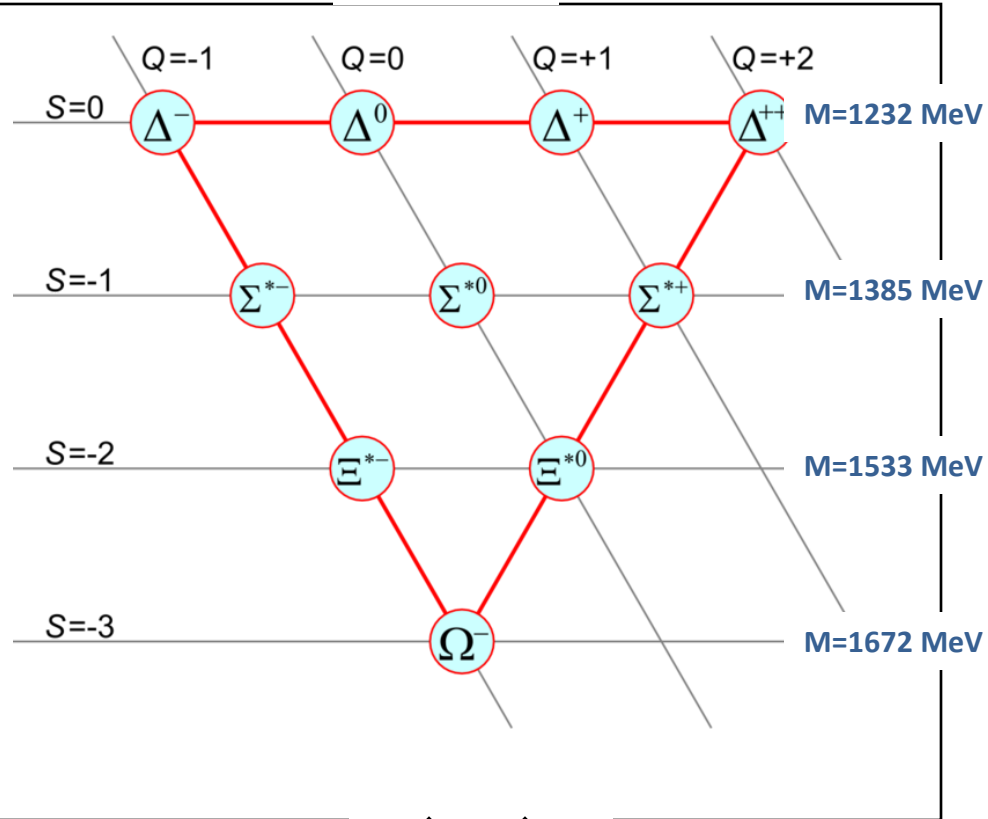 Q=-1 Q=0 Q=+1 Q=+2
S=0 Δ⁻ Δ⁰ Δ⁺ Δ⁺⁺ M=1232 MeV
S=-1 Σ*⁻ Σ*⁰ Σ*⁺ M=1385 MeV
S=-2 Ξ*⁻ Ξ*⁰ M=1533 MeV
S=-3 Ω⁻ M=1672 MeV